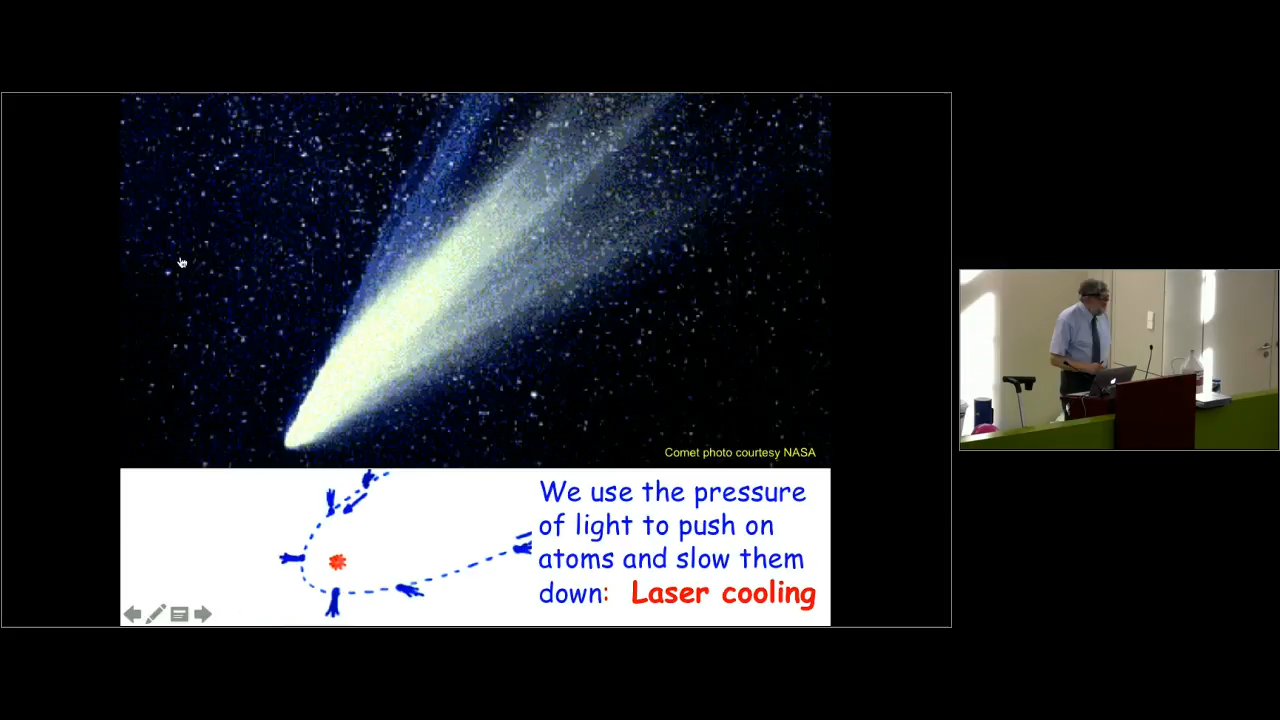 Comet photo courtesy NASA
We use the pressure
of light to push on
atoms and slow them
down: Laser cooling